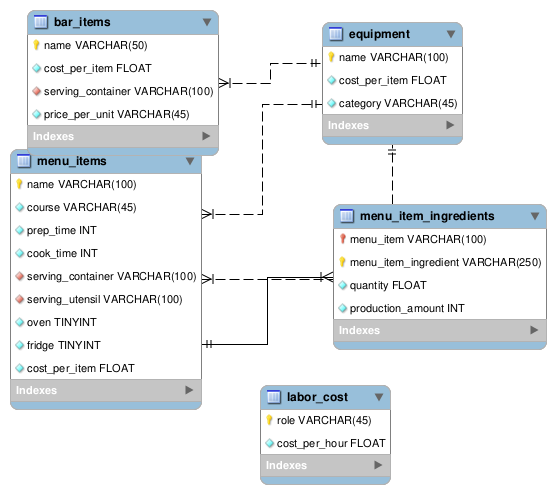 bar_items
name VARCHAR(50)
cost_per_item FLOAT
serving_container VARCHAR(100)
price_per_unit VARCHAR(45)
Indexes
equipment
name VARCHAR(100)
cost_per_item FLOAT
category VARCHAR(45)
Indexes
menu_items
name VARCHAR(100)
course VARCHAR(45)
prep_time INT
cook_time INT
serving_container VARCHAR(100)
serving_utensil VARCHAR(100)
oven TINYINT
fridge TINYINT
cost_per_item FLOAT
Indexes
menu_item_ingredients
menu_item VARCHAR(100)
menu_item_ingredient VARCHAR(250)
quantity FLOAT
production_amount INT
Indexes
labor_cost
role VARCHAR(45)
cost_per_hour FLOAT
Indexes